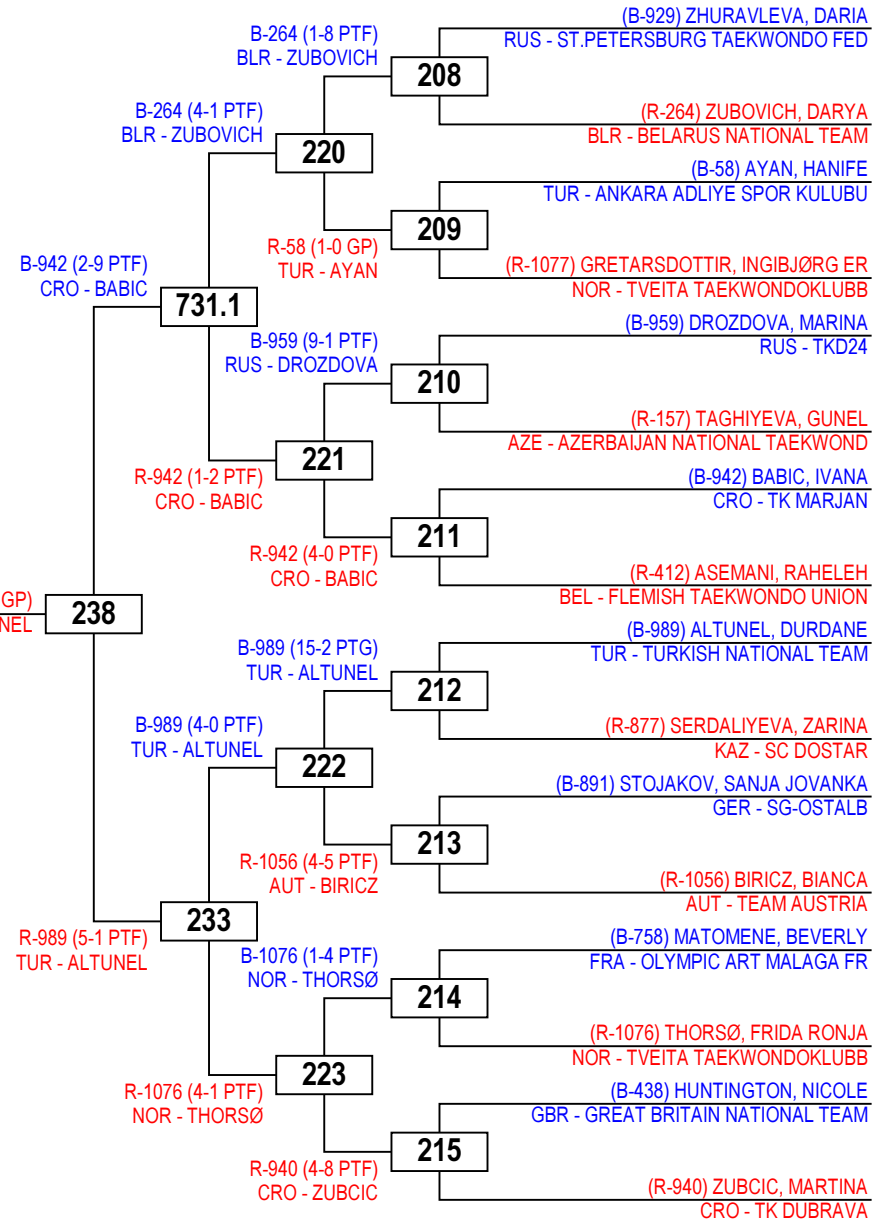 (B-929) ZHURAVLEVA, DARIA
B-264 (1-8 PTF)
RUS - ST.PETERSBURG TAEKWONDO FED
BLR - ZUBOVICH
208
B-264 (4-1 PTF)
(R-264) ZUBOVICH, DARYA
BLR - ZUBOVICH
BLR - BELARUS NATIONAL TEAM
220
(B-58) AYAN, HANIFE
TUR - ANKARA ADLIYE SPOR KULUBU
209
R-58 (1-0 GP)
TUR - AYAN
B-942 (2-9 PTF)
(R-1077) GRETARSDOTTIR, INGIBJØRG ER
CRO - BABIC
NOR - TVEITA TAEKWONDOKLUBB
731.1
(B-959) DROZDOVA, MARINA
B-959 (9-1 PTF)
RUS - TKD24
RUS - DROZDOVA
210
(R-157) TAGHIYEVA, GUNEL
AZE - AZERBAIJAN NATIONAL TAEKWOND
221
R-942 (1-2 PTF)
(B-942) BABIC, IVANA
CRO - BABIC
CRO - TK MARJAN
211
R-942 (4-0 PTF)
CRO - BABIC
(R-412) ASEMANI, RAHELEH
BEL - FLEMISH TAEKWONDO UNION
GP)
238
NEL
(B-989) ALTUNEL, DURDANE
B-989 (15-2 PTG)
TUR - TURKISH NATIONAL TEAM
TUR - ALTUNEL
212
B-989 (4-0 PTF)
(R-877) SERDALIYEVA, ZARINA
TUR - ALTUNEL
KAZ - SC DOSTAR
222
(B-891) STOJAKOV, SANJA JOVANKA
GER - SG-OSTALB
213
R-1056 (4-5 PTF)
AUT - BIRICZ
(R-1056) BIRICZ, BIANCA
AUT - TEAM AUSTRIA
233
R-989 (5-1 PTF)
TUR - ALTUNEL
(B-758) MATOMENE, BEVERLY
B-1076 (1-4 PTF)
FRA - OLYMPIC ART MALAGA FR
NOR - THORSØ
214
(R-1076) THORSØ, FRIDA RONJA
NOR - TVEITA TAEKWONDOKLUBB
223
R-1076 (4-1 PTF)
(B-438) HUNTINGTON, NICOLE
NOR - THORSØ
GBR - GREAT BRITAIN NATIONAL TEAM
215
R-940 (4-8 PTF)
CRO - ZUBCIC
(R-940) ZUBCIC, MARTINA
CRO - TK DUBRAVA